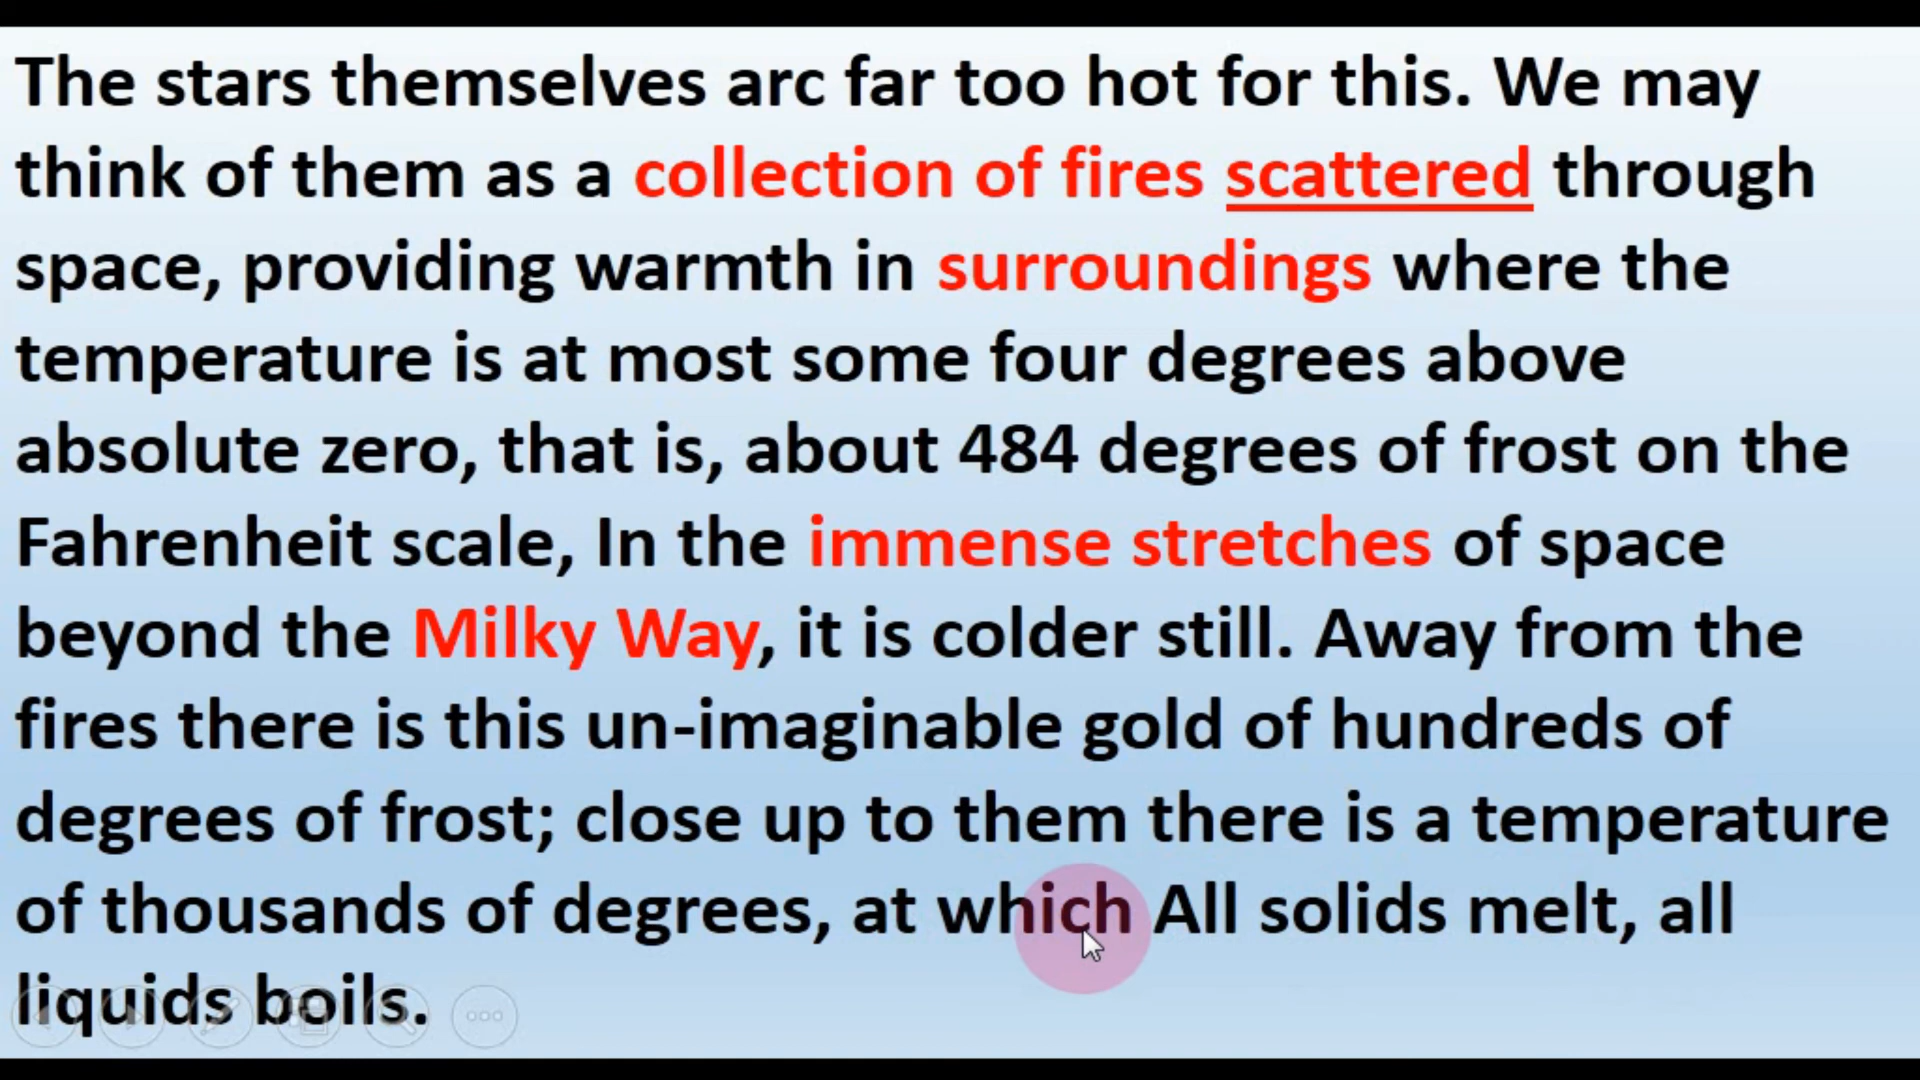 The stars themselves arc far too hot for this. We may
think of them as a collection of fires scattered through
space, providing warmth in surroundings where the
temperature is at most some four degrees above
absolute zero, that is, about 484 degrees of frost on the
Fahrenheit scale, In the immense stretches of space
beyond the Milky Way, it is colder still. Away from the
fires there is this un-imaginable gold of hundreds of
degrees of frost; close up to them there is a temperature
of thousands of degrees, at which All solids melt, all
liquids boils.